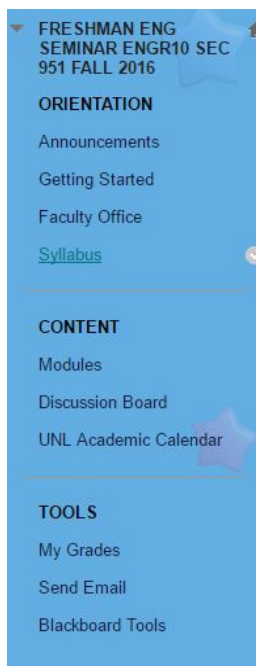 FRESHMAN ENG
SEMINAR ENGR10 SEC
951 FALL 2016
ORIENTATION
Announcements
Getting Started
Faculty Office
Syllabus
CONTENT
Modules
Discussion Board
UNL Academic Calendar
TOOLS
My Grades
Send Email
Blackboard Tools